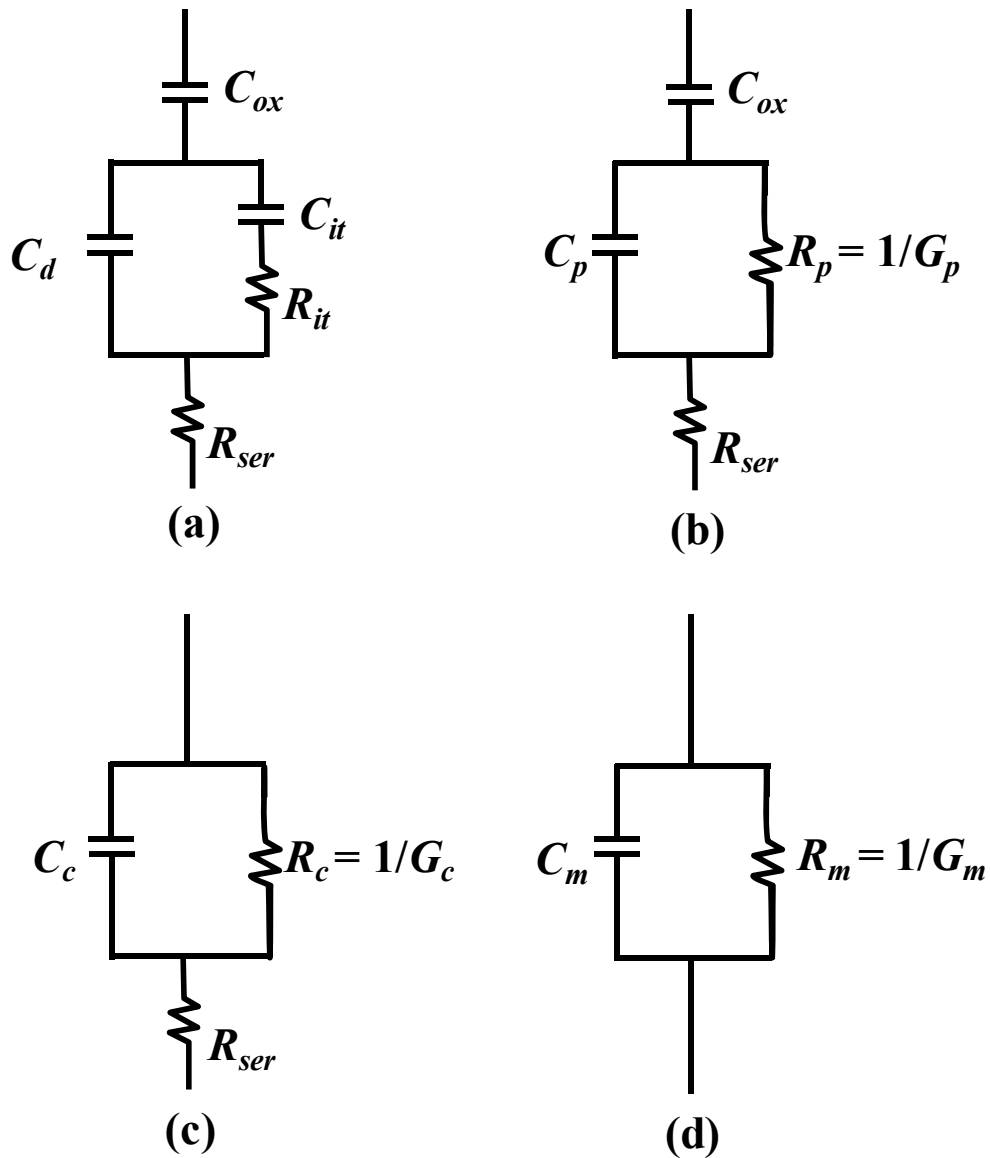 C_ox
C_d
C_it
R_it
R_ser
(a)
C_ox
C_p
R_p = 1/G_p
R_ser
(b)
C_c
R_c = 1/G_c
R_ser
(c)
C_m
R_m = 1/G_m
(d)